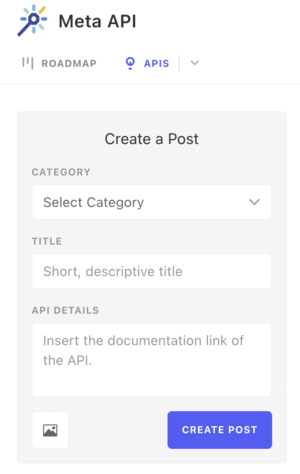 Meta API
ROADMAP
APIS
Create a Post
CATEGORY
Select Category
TITLE
Short, descriptive title
API DETAILS
Insert the documentation link of
the API.
CREATE POST